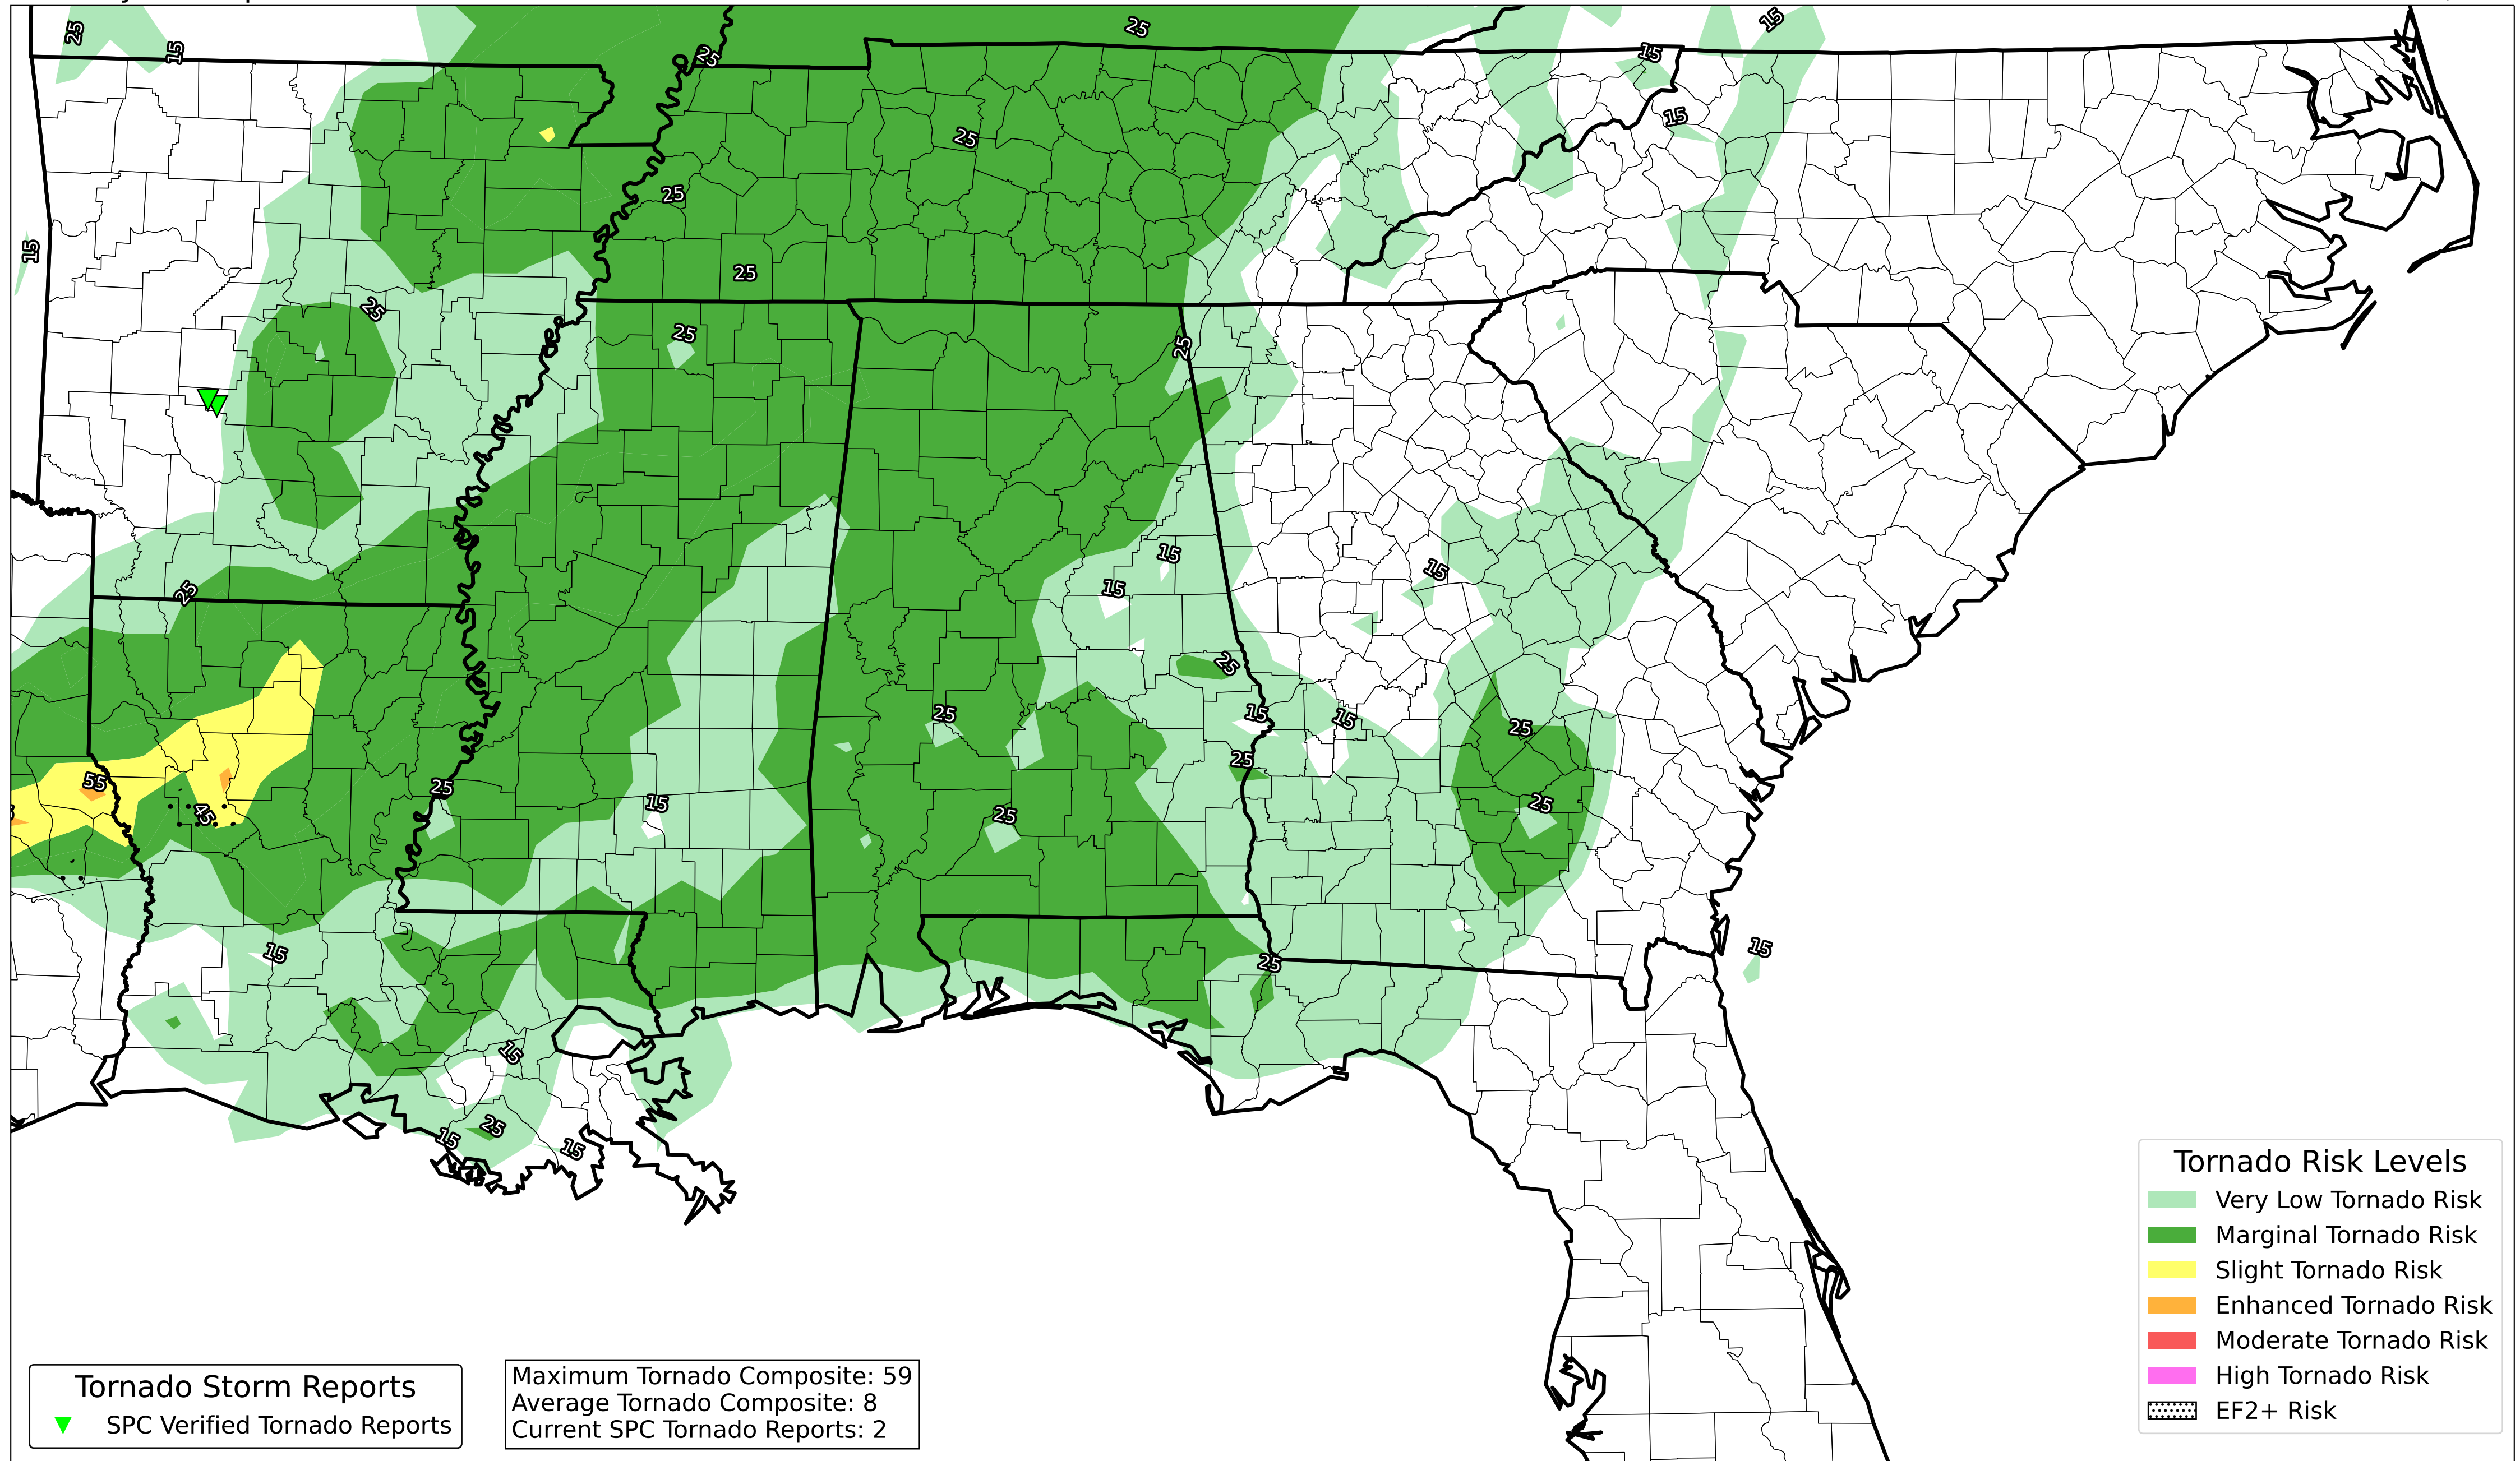 25
15
25
25
15
15
25
15
25
15
25
25
25
25
15
15
15
25
25
15
25
15
15
25
55
25
25
45
15
25
25
15
25
15
15
25
15
15
Tornado Risk Levels
Very Low Tornado Risk
Marginal Tornado Risk
Slight Tornado Risk
Enhanced Tornado Risk
Moderate Tornado Risk
High Tornado Risk
EF2+ Risk
Tornado Storm Reports
SPC Verified Tornado Reports
Maximum Tornado Composite: 59
Average Tornado Composite: 8
Current SPC Tornado Reports: 2